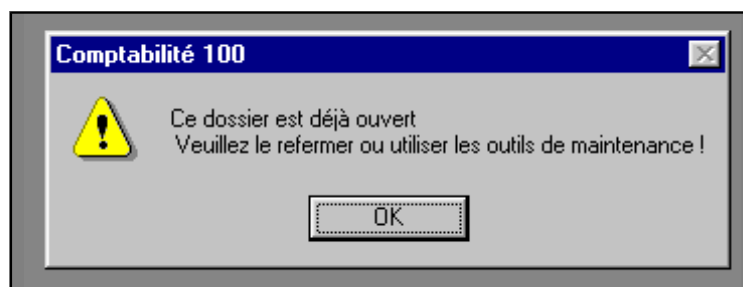 Comptabilité 100
Ce dossier est déjà ouvert
Veuillez le refermer ou utiliser les outils de maintenance !
OK